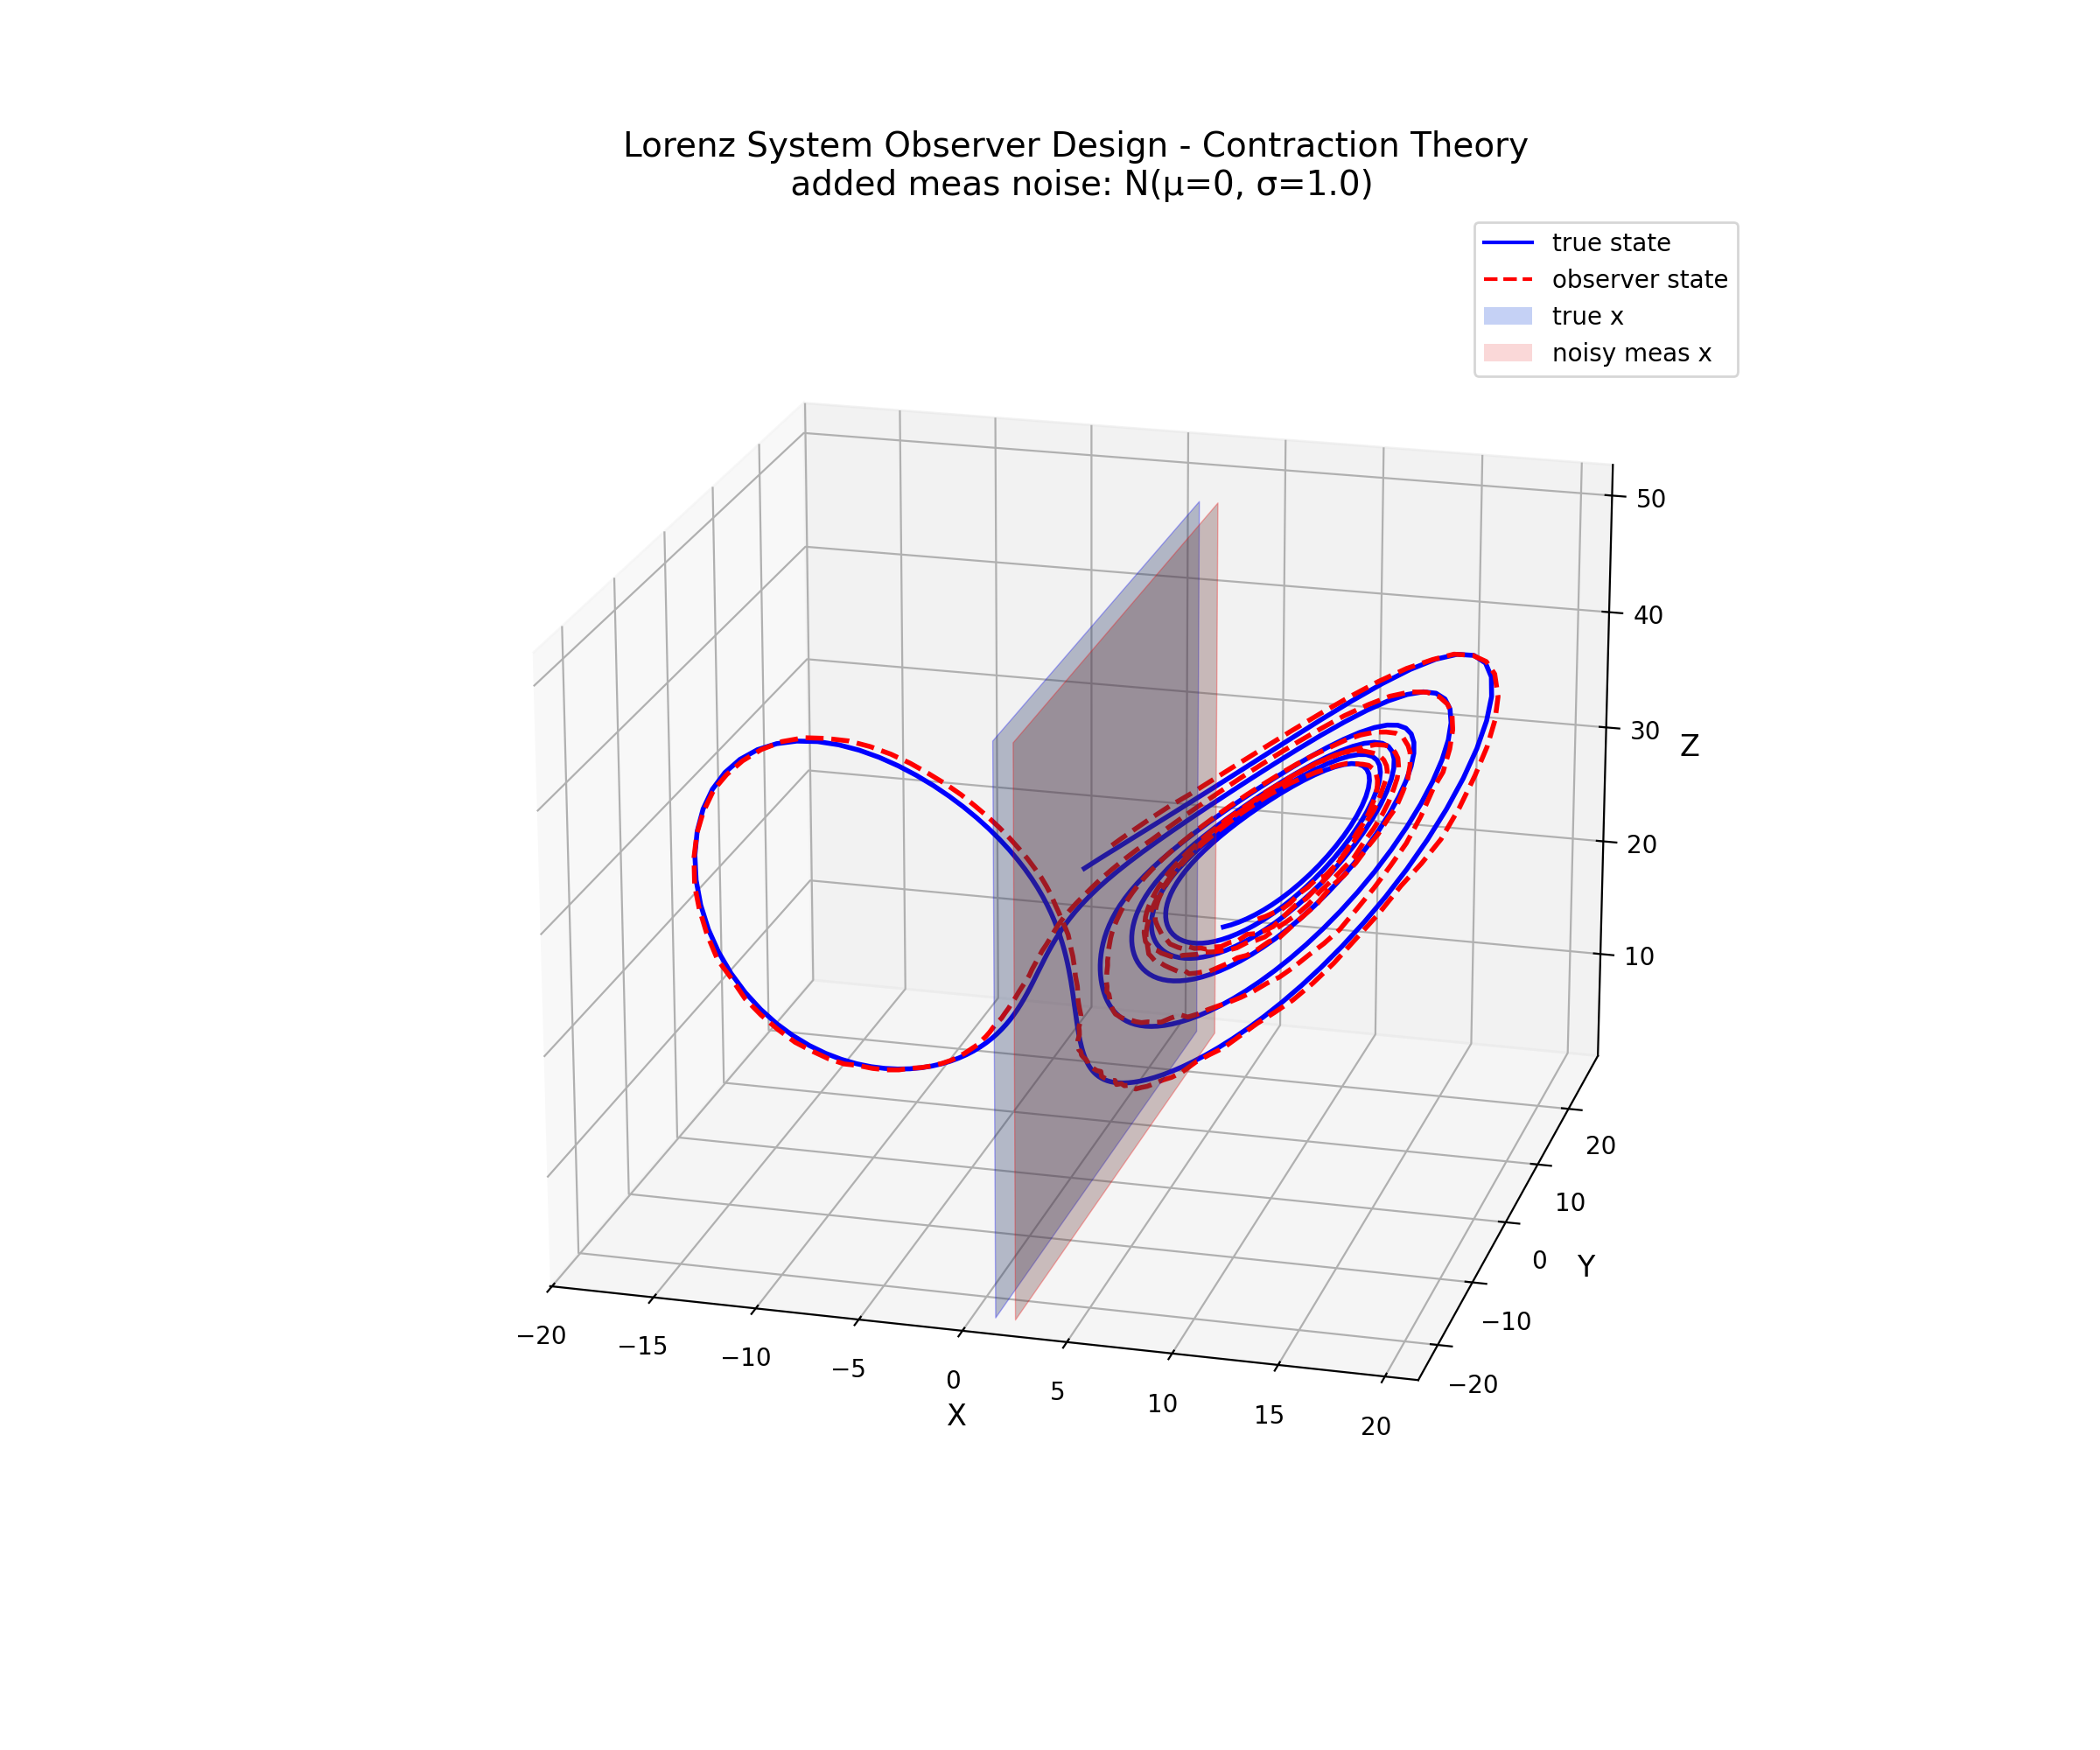 Lorenz System Observer Design - Contraction Theory
added meas noise: N(μ=0, σ=1.0)
true state
observer state
true x
noisy meas x
50
40
30
Z
20
10
20
10
0
Y
−10
−20
−20
−15
−10
−5
0
5
10
15
20
X